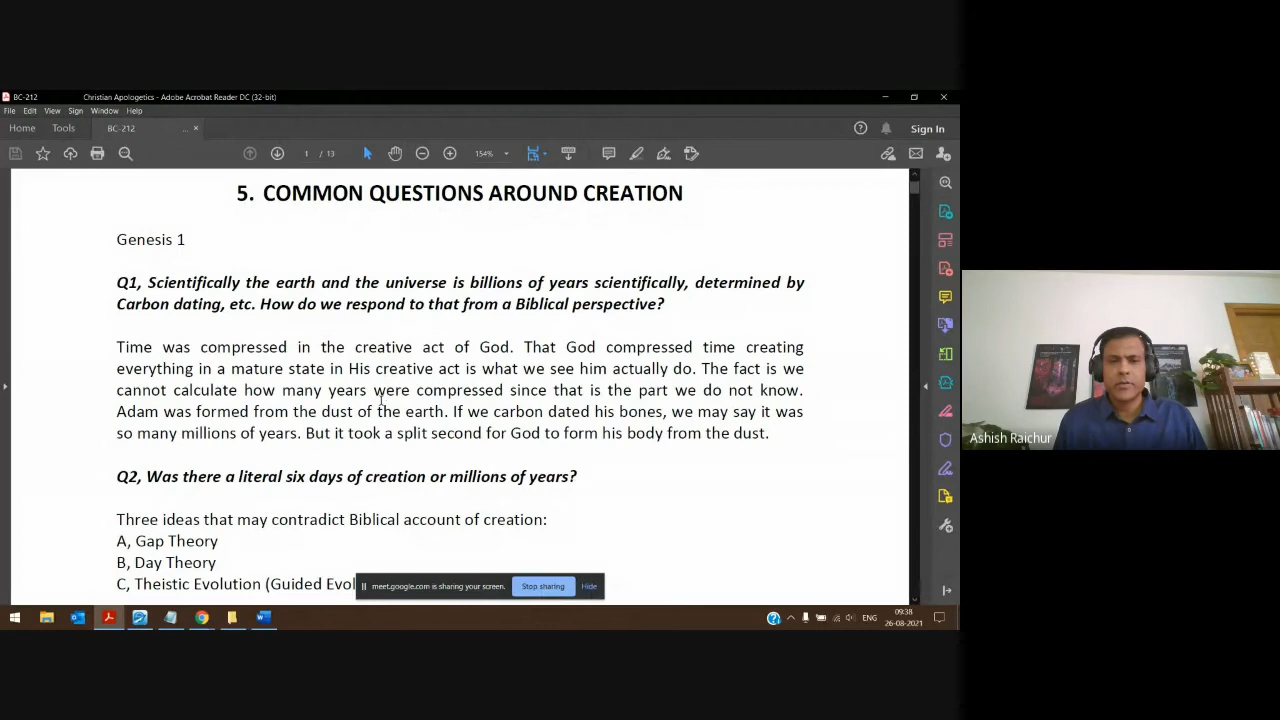 BC-212 Christian Apologetics - Adobe Acrobat Reader DC (32-bit)
File Edit View Sign Window Help
Home Tools BC-212 ... × Sign In
1 / 13 154%
5. COMMON QUESTIONS AROUND CREATION
Genesis 1
Q1, Scientifically the earth and the universe is billions of years scientifically, determined by
Carbon dating, etc. How do we respond to that from a Biblical perspective?
Time was compressed in the creative act of God. That God compressed time creating
everything in a mature state in His creative act is what we see him actually do. The fact is we
cannot calculate how many years were compressed since that is the part we do not know.
Adam was formed from the dust of the earth. If we carbon dated his bones, we may say it was
so many millions of years. But it took a split second for God to form his body from the dust.
Q2, Was there a literal six days of creation or millions of years?
Three ideas that may contradict Biblical account of creation:
A, Gap Theory
B, Day Theory
C, Theistic Evolution (Guided Evol
meet.google.com is sharing your screen. Stop sharing Hide
ENG
09:38
26-08-2021
Ashish Raichur